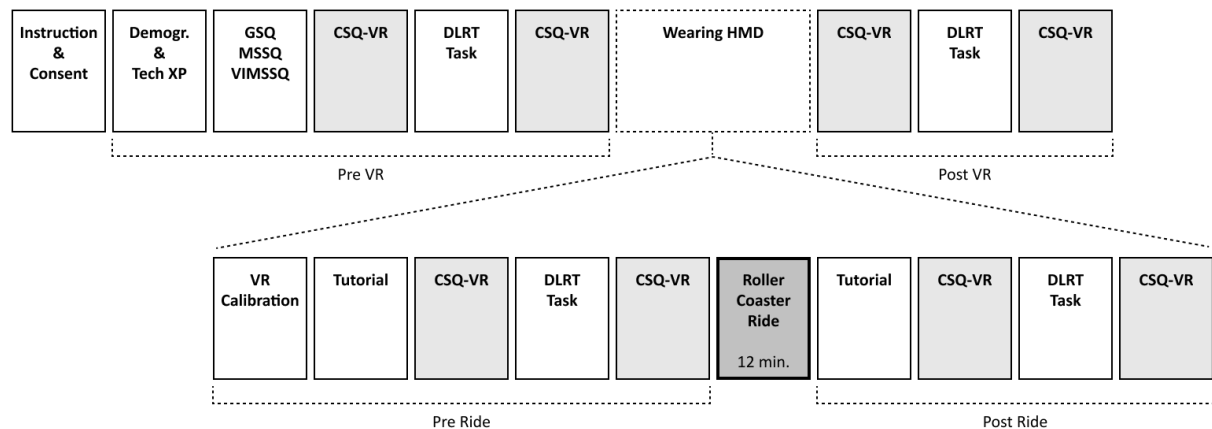 Instruction
&
Consent
Demogr.
&
Tech XP
GSQ
MSSQ
VIMSSQ
CSQ-VR
DLRT
Task
CSQ-VR
Wearing HMD
CSQ-VR
DLRT
Task
CSQ-VR
Pre VR
Post VR
VR
Calibration
Tutorial
CSQ-VR
DLRT
Task
CSQ-VR
Roller
Coaster
Ride
12 min.
Tutorial
CSQ-VR
DLRT
Task
CSQ-VR
Pre Ride
Post Ride